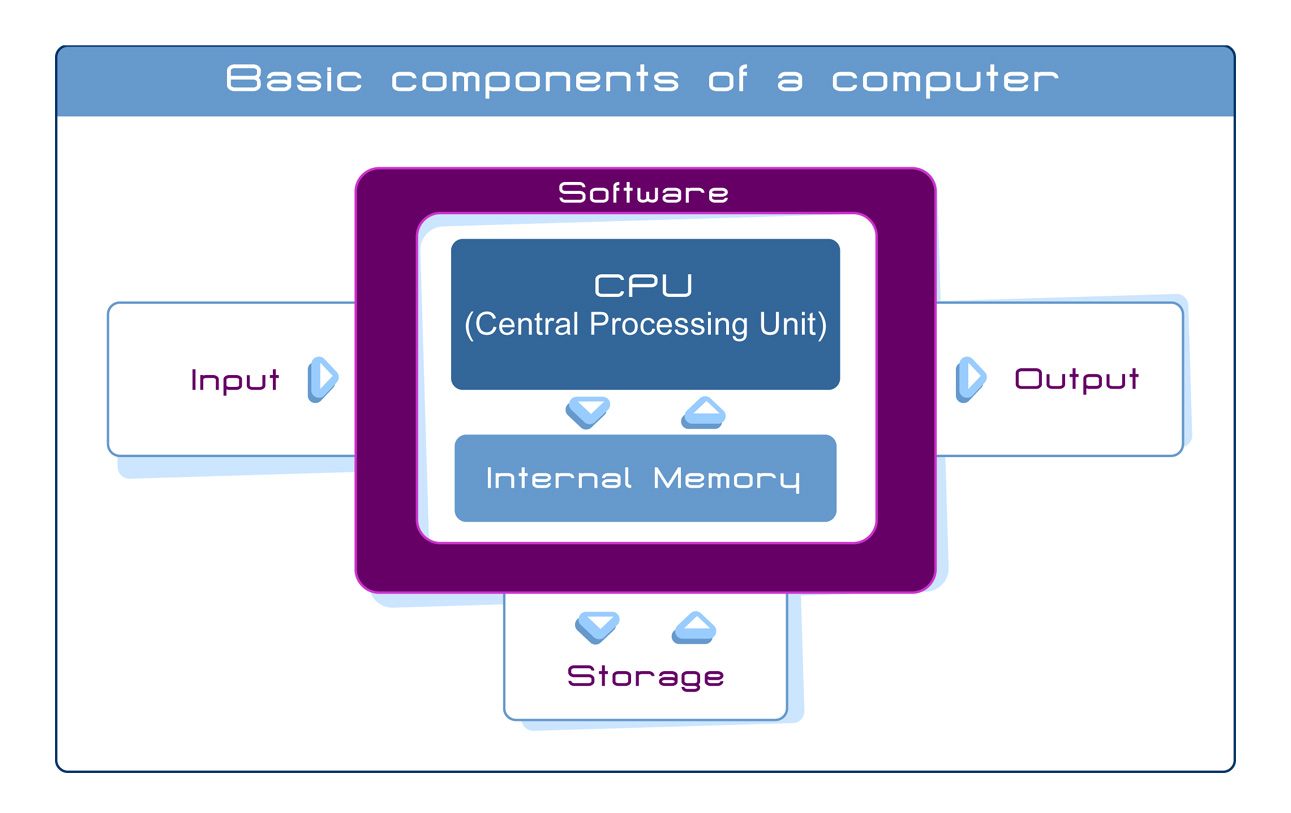 Basic components of a computer
Software
CPU
(Central Processing Unit)
Input
Output
Internal Memory
Storage